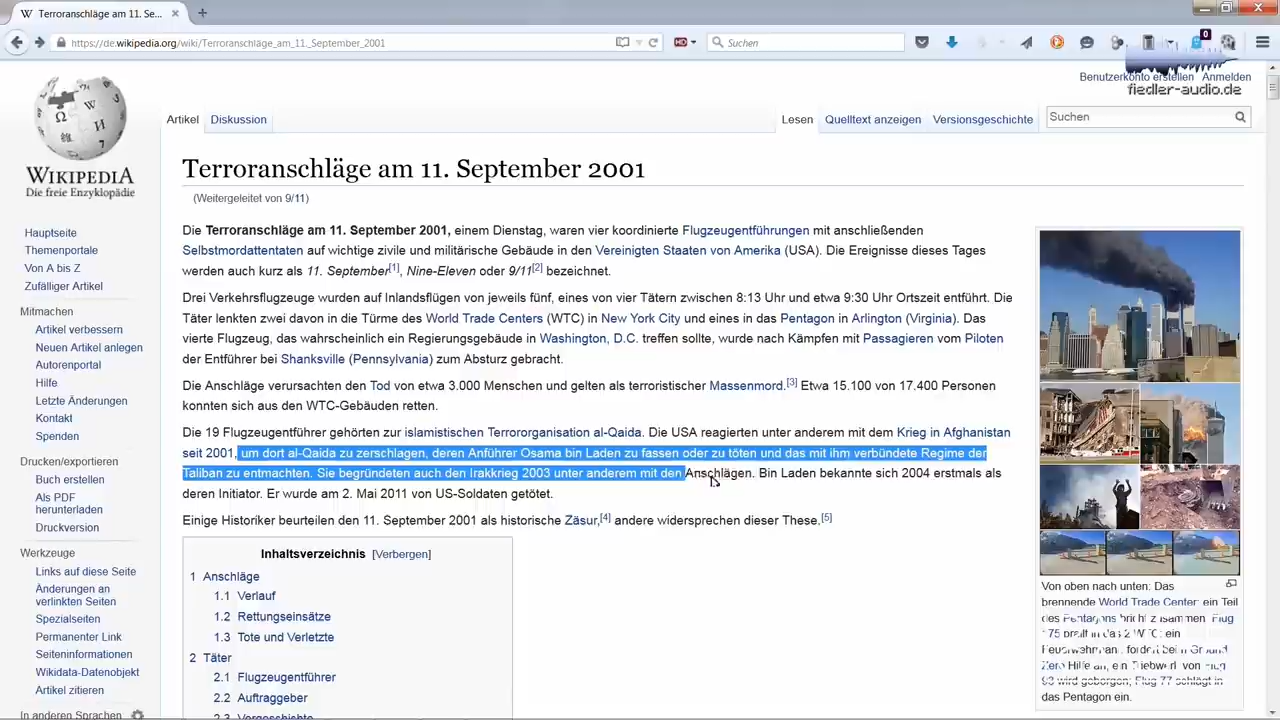 Terroranschläge am 11. Se...
https://de.wikipedia.org/wiki/Terroranschläge_am_11._September_2001
Suchen
0
Benutzerkonto erstellen Anmelden
fiedler-audio.de
Artikel Diskussion
Lesen Quelltext anzeigen Versionsgeschichte
Suchen
WIKIPEDIA
Die freie Enzyklopädie
Hauptseite
Themenportale
Von A bis Z
Zufälliger Artikel
Mitmachen
Artikel verbessern
Neuen Artikel anlegen
Autorenportal
Hilfe
Letzte Änderungen
Kontakt
Spenden
Drucken/exportieren
Buch erstellen
Als PDF
herunterladen
Druckversion
Werkzeuge
Links auf diese Seite
Änderungen an
verlinkten Seiten
Spezialseiten
Permanenter Link
Seiteninformationen
Wikidata-Datenobjekt
Artikel zitieren
In anderen Sprachen
Terroranschläge am 11. September 2001
(Weitergeleitet von 9/11)
Die Terroranschläge am 11. September 2001, einem Dienstag, waren vier koordinierte Flugzeugentführungen mit anschließenden
Selbstmordattentaten auf wichtige zivile und militärische Gebäude in den Vereinigten Staaten von Amerika (USA). Die Ereignisse dieses Tages
werden auch kurz als 11. September[1], Nine-Eleven oder 9/11[2] bezeichnet.
Drei Verkehrsflugzeuge wurden auf Inlandsflügen von jeweils fünf, eines von vier Tätern zwischen 8:13 Uhr und etwa 9:30 Uhr Ortszeit entführt. Die
Täter lenkten zwei davon in die Türme des World Trade Centers (WTC) in New York City und eines in das Pentagon in Arlington (Virginia). Das
vierte Flugzeug, das wahrscheinlich ein Regierungsgebäude in Washington, D.C. treffen sollte, wurde nach Kämpfen mit Passagieren vom Piloten
der Entführer bei Shanksville (Pennsylvania) zum Absturz gebracht.
Die Anschläge verursachten den Tod von etwa 3.000 Menschen und gelten als terroristischer Massenmord.[3] Etwa 15.100 von 17.400 Personen
konnten sich aus den WTC-Gebäuden retten.
Die 19 Flugzeugentführer gehörten zur islamistischen Terrororganisation al-Qaida. Die USA reagierten unter anderem mit dem Krieg in Afghanistan
seit 2001, um dort al-Qaida zu zerschlagen, deren Anführer Osama bin Laden zu fassen oder zu töten und das mit ihm verbündete Regime der
Taliban zu entmachten. Sie begründeten auch den Irakkrieg 2003 unter anderem mit den Anschlägen. Bin Laden bekannte sich 2004 erstmals als
deren Initiator. Er wurde am 2. Mai 2011 von US-Soldaten getötet.
Einige Historiker beurteilen den 11. September 2001 als historische Zäsur,[4] andere widersprechen dieser These.[5]
Inhaltsverzeichnis [Verbergen]
1 Anschläge
1.1 Verlauf
1.2 Rettungseinsätze
1.3 Tote und Verletzte
2 Täter
2.1 Flugzeugentführer
2.2 Auftraggeber
2.3 Vorgeschichte
Von oben nach unten: Das
brennende World Trade Center; ein Teil
des Pentagons bricht zusammen; Flug
175 prallt in das 2 WTC; ein
Feuerwehrmann fordert beim Ground
Zero Hilfe an; ein Triebwerk von Flug
93 wird geborgen; Flug 77 schlägt in
das Pentagon ein.